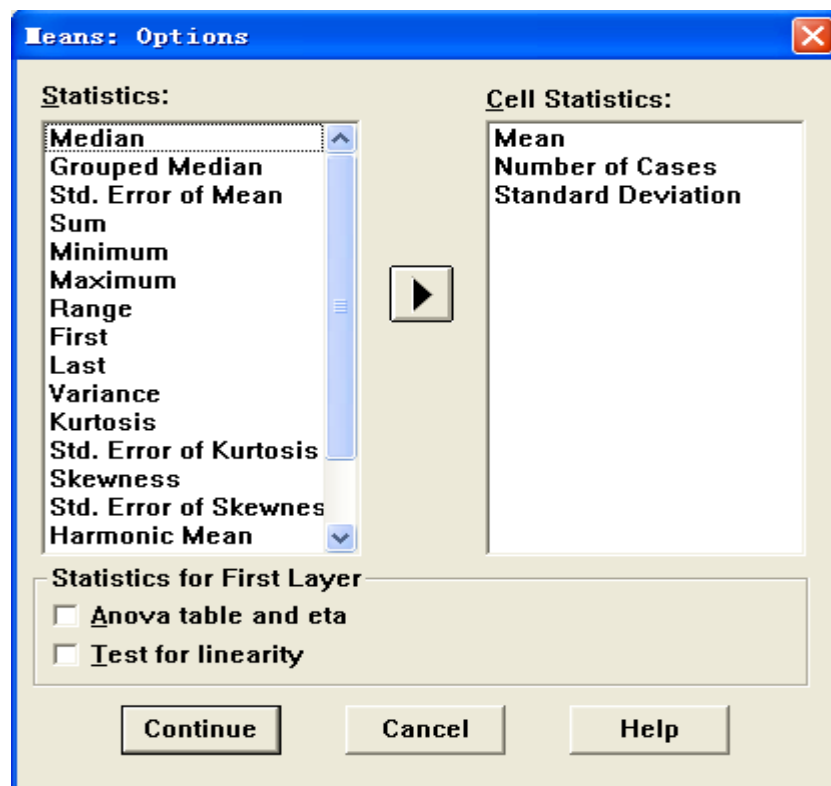 Means: Options
Statistics:
Median
Grouped Median
Std. Error of Mean
Sum
Minimum
Maximum
Range
First
Last
Variance
Kurtosis
Std. Error of Kurtosis
Skewness
Std. Error of Skewnes
Harmonic Mean
Cell Statistics:
Mean
Number of Cases
Standard Deviation
Statistics for First Layer
Anova table and eta
Test for linearity
Continue
Cancel
Help